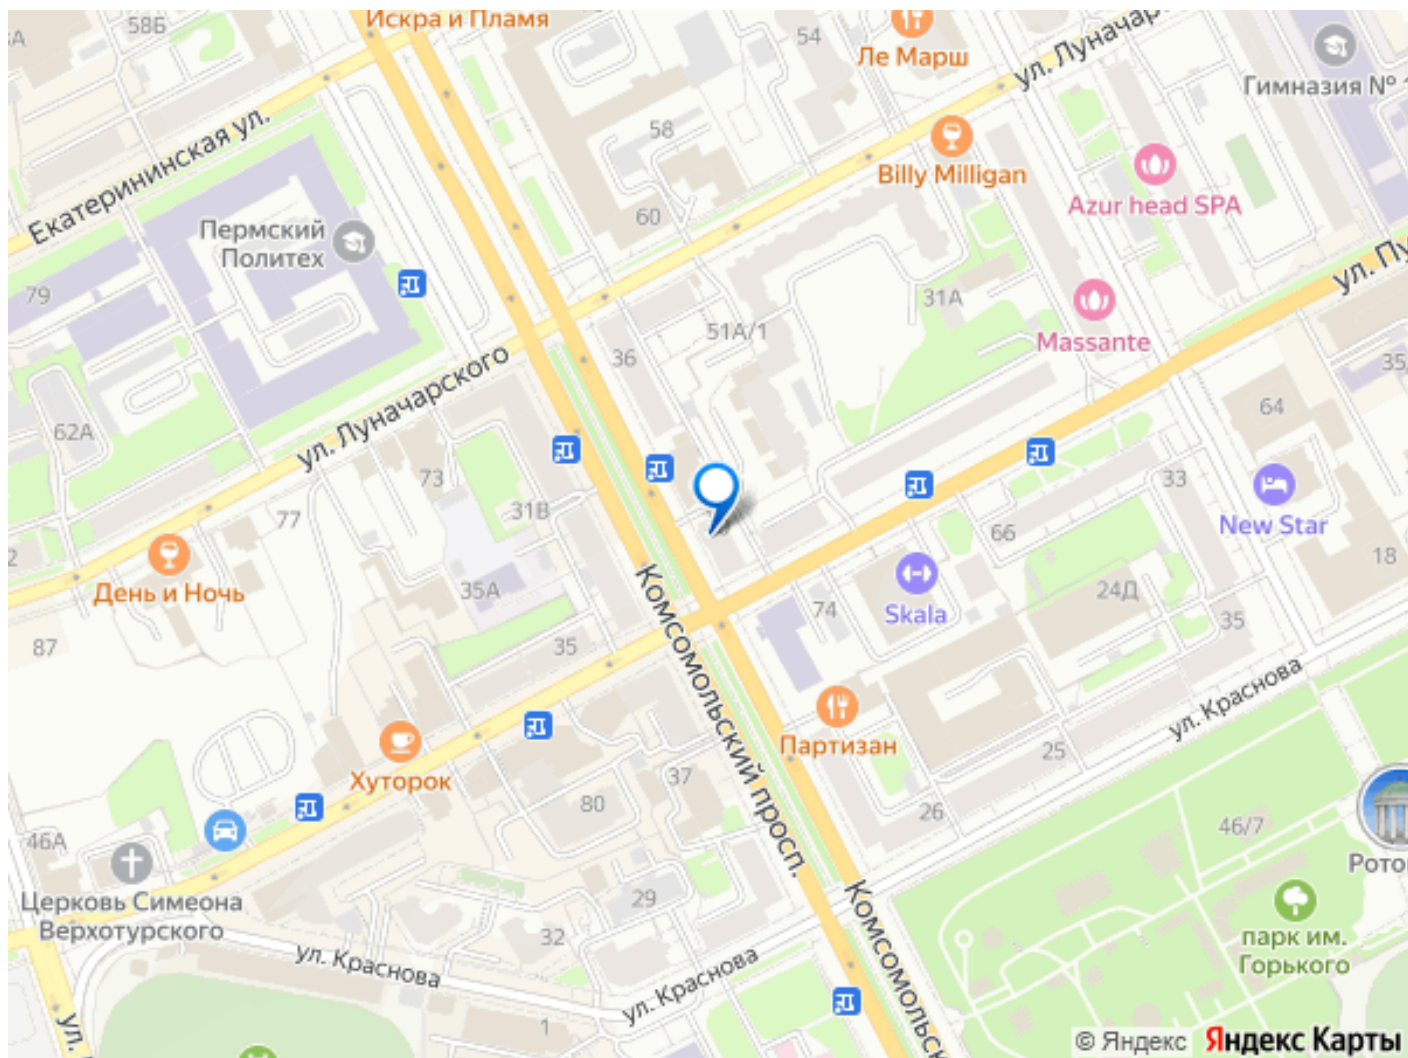 58Б
Искра и Пламя
54
Ле Марш
ул. Луначар
Гимназия № 1
Екатерининская ул.
58
Billy Milligan
Azur head SPA
60
Пермский
Политех
79
31А
51А/1
ул. Пу
Massante
36
35
ул. Луначарского
62А
64
73
33
77
31В
66
New Star
День и Ночь
35А
Skala
74
24Д
18
87
35
35
Комсомольский просп.
ул. Краснова
Партизан
25
Хуторок
37
80
26
46/7
46А
Рото
Церковь Симеона
Верхотурского
29
Комсомольск
32
парк им.
Горького
ул. Краснова
ул. Краснова
1
ул.
© Яндекс Яндекс Карты